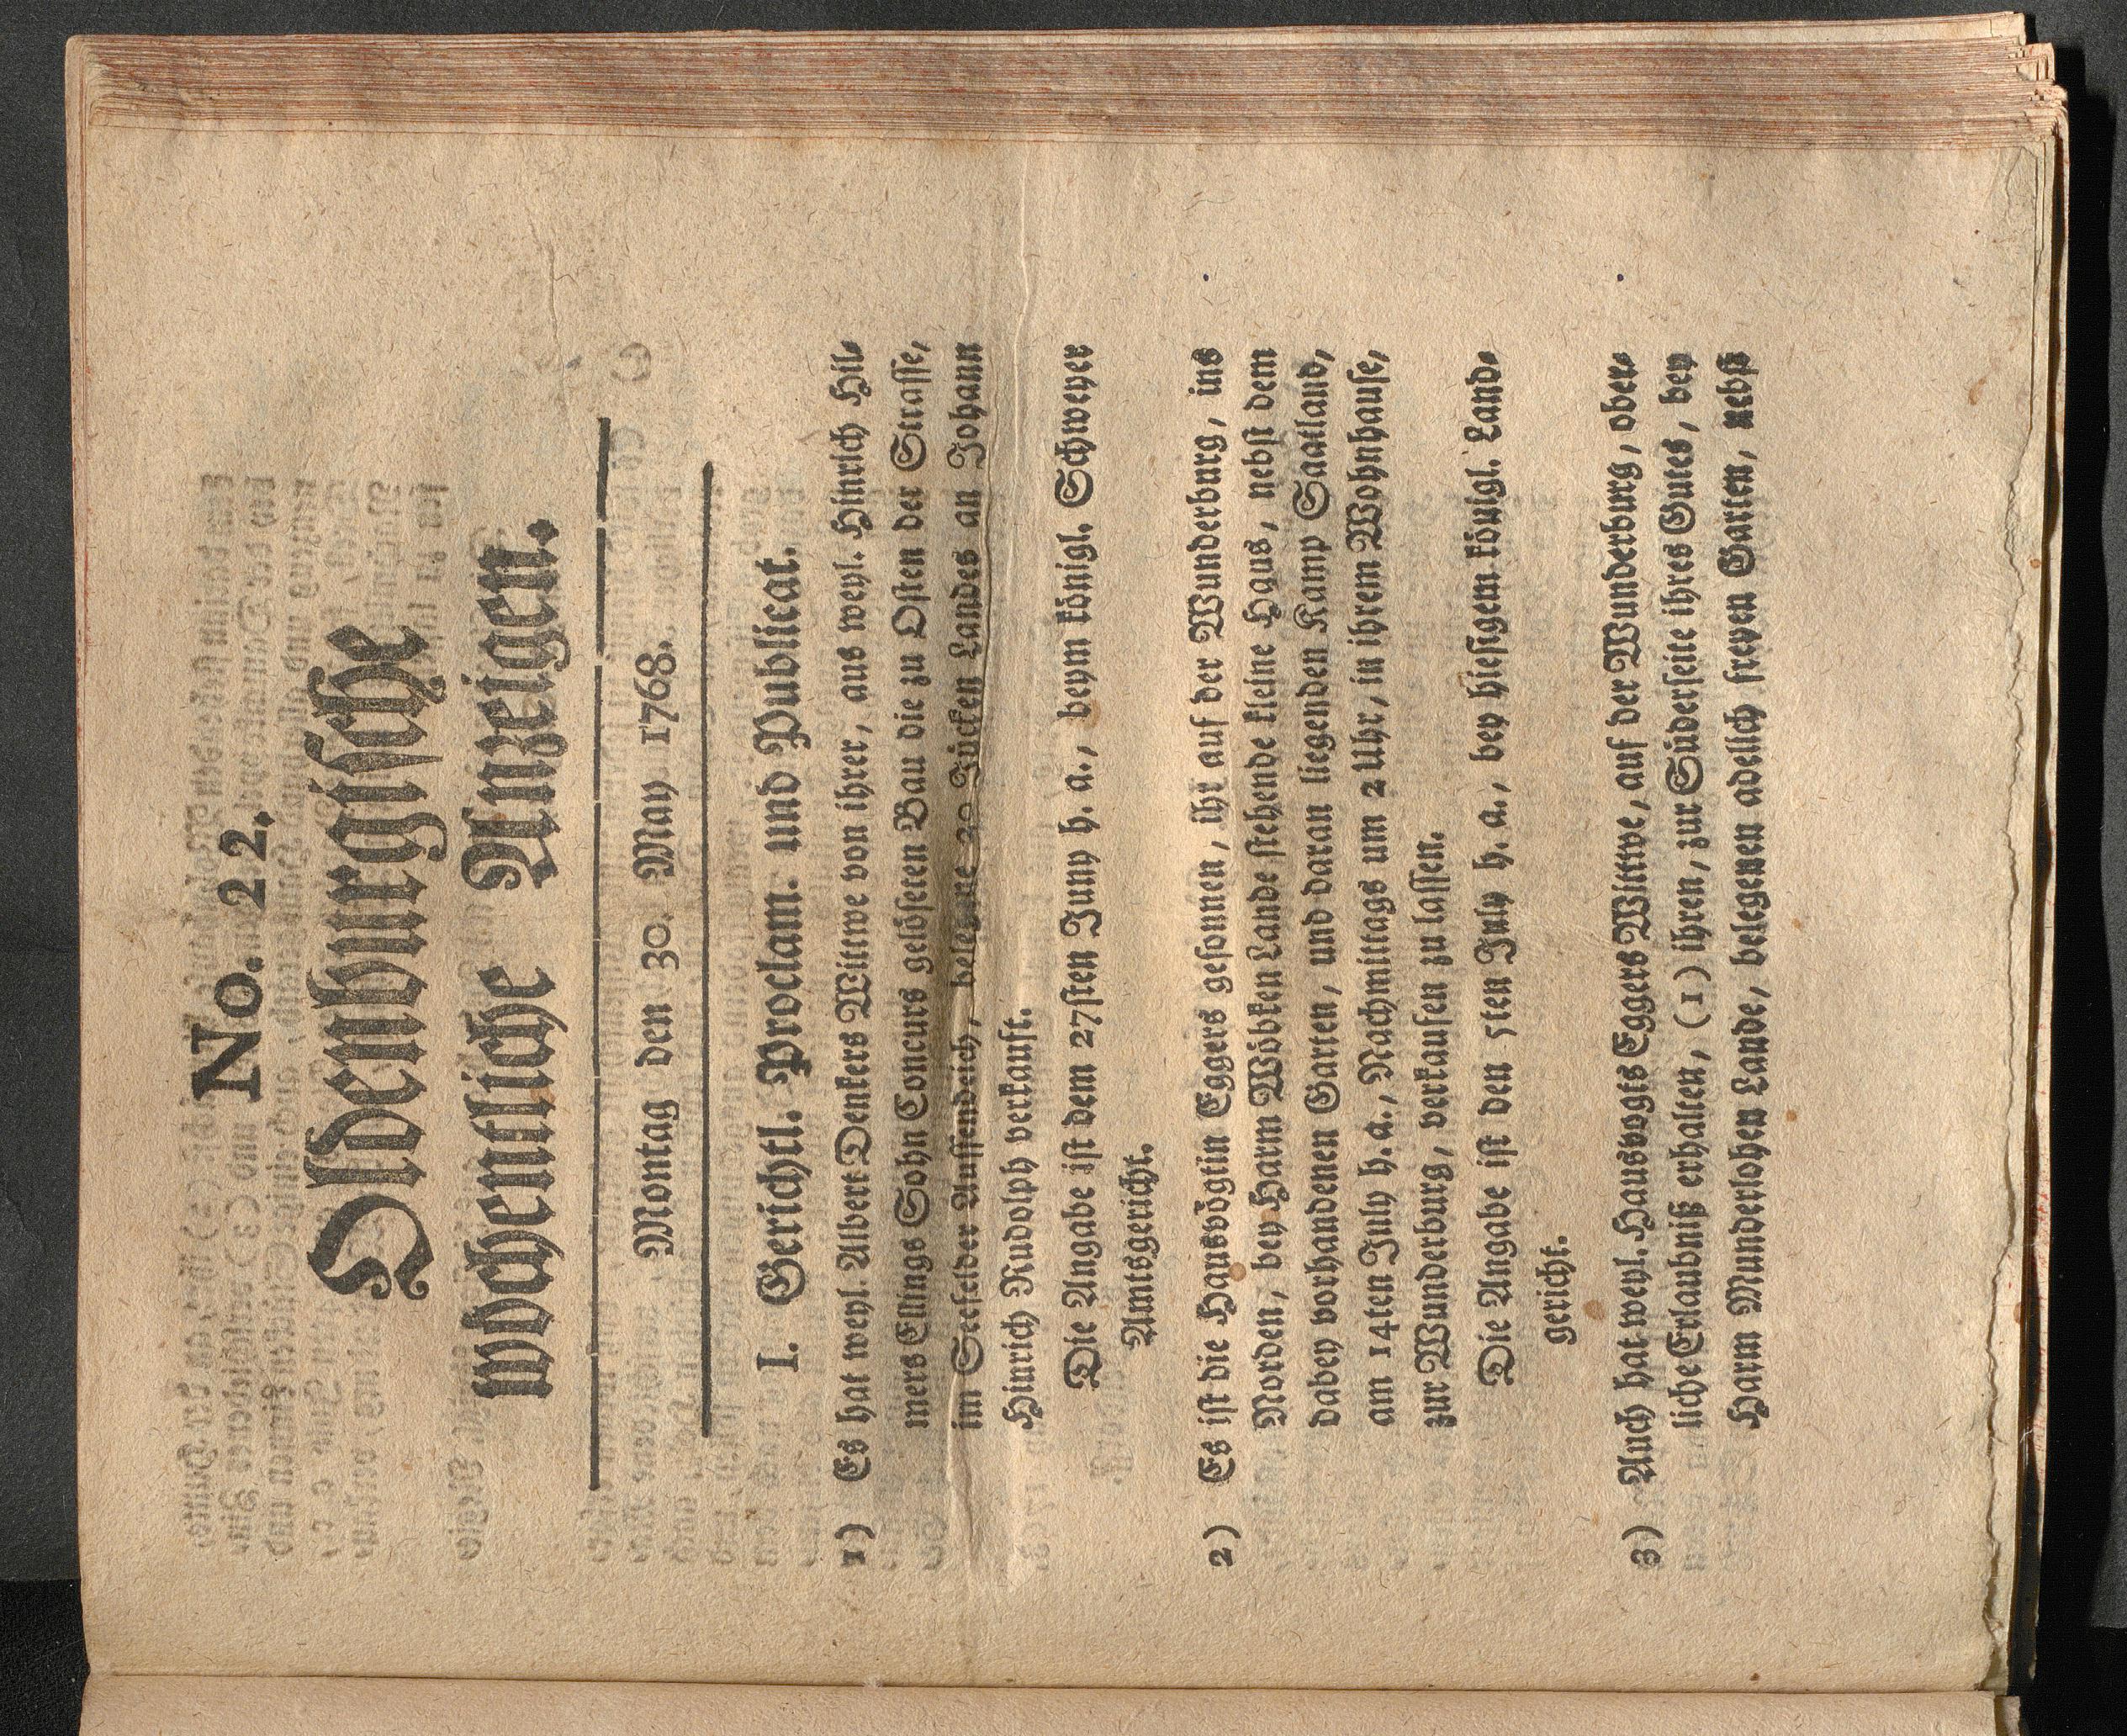 No. 22.
Oldenburgische
wöchentliche Anzeigen.
Montag den 30. May 1768.
I. Gerichtl. Proclam. und Publicat.
1) Es hat weyl. Albert Denkers Wittwe von ihrer, aus weyl. Hinrich Hil-
mers Ellings Sohn Concurs gelöseten Bau die zu Osten der Strasse,
im Seefelder Aussendeich, belegene 20 Jücken Landes an Johann
Hinrich Rudolph verkauft.
Die Angabe ist dem 27sten Juny h. a., beym königl. Schweyer
Amtsgericht.
2) Es ist die Hausvögtin Eggers gesonnen, ihr auf der Wunderburg, ins
Norden, bey Harm Wöbken Lande stehende kleine Haus, nebst dem
dabey vorhandenen Garten, und daran liegenden Kamp Saatland,
am 14ten July h. a., Nachmittags um 2 Uhr, in ihrem Wohnhause,
zur Wunderburg, verkaufen zu lassen.
Die Angabe ist den 5ten July h. a., bey hiesigem königl. Land-
gericht.
3) Auch hat weyl. Hausvogts Eggers Wittwe, auf der Wunderburg, ober-
liche Erlaubniß erhalten, (1) ihren, zur Süderseite ihres Gutes, bey
Harm Munderlohen Lande, belegenen adelich freyen Garten, nebst